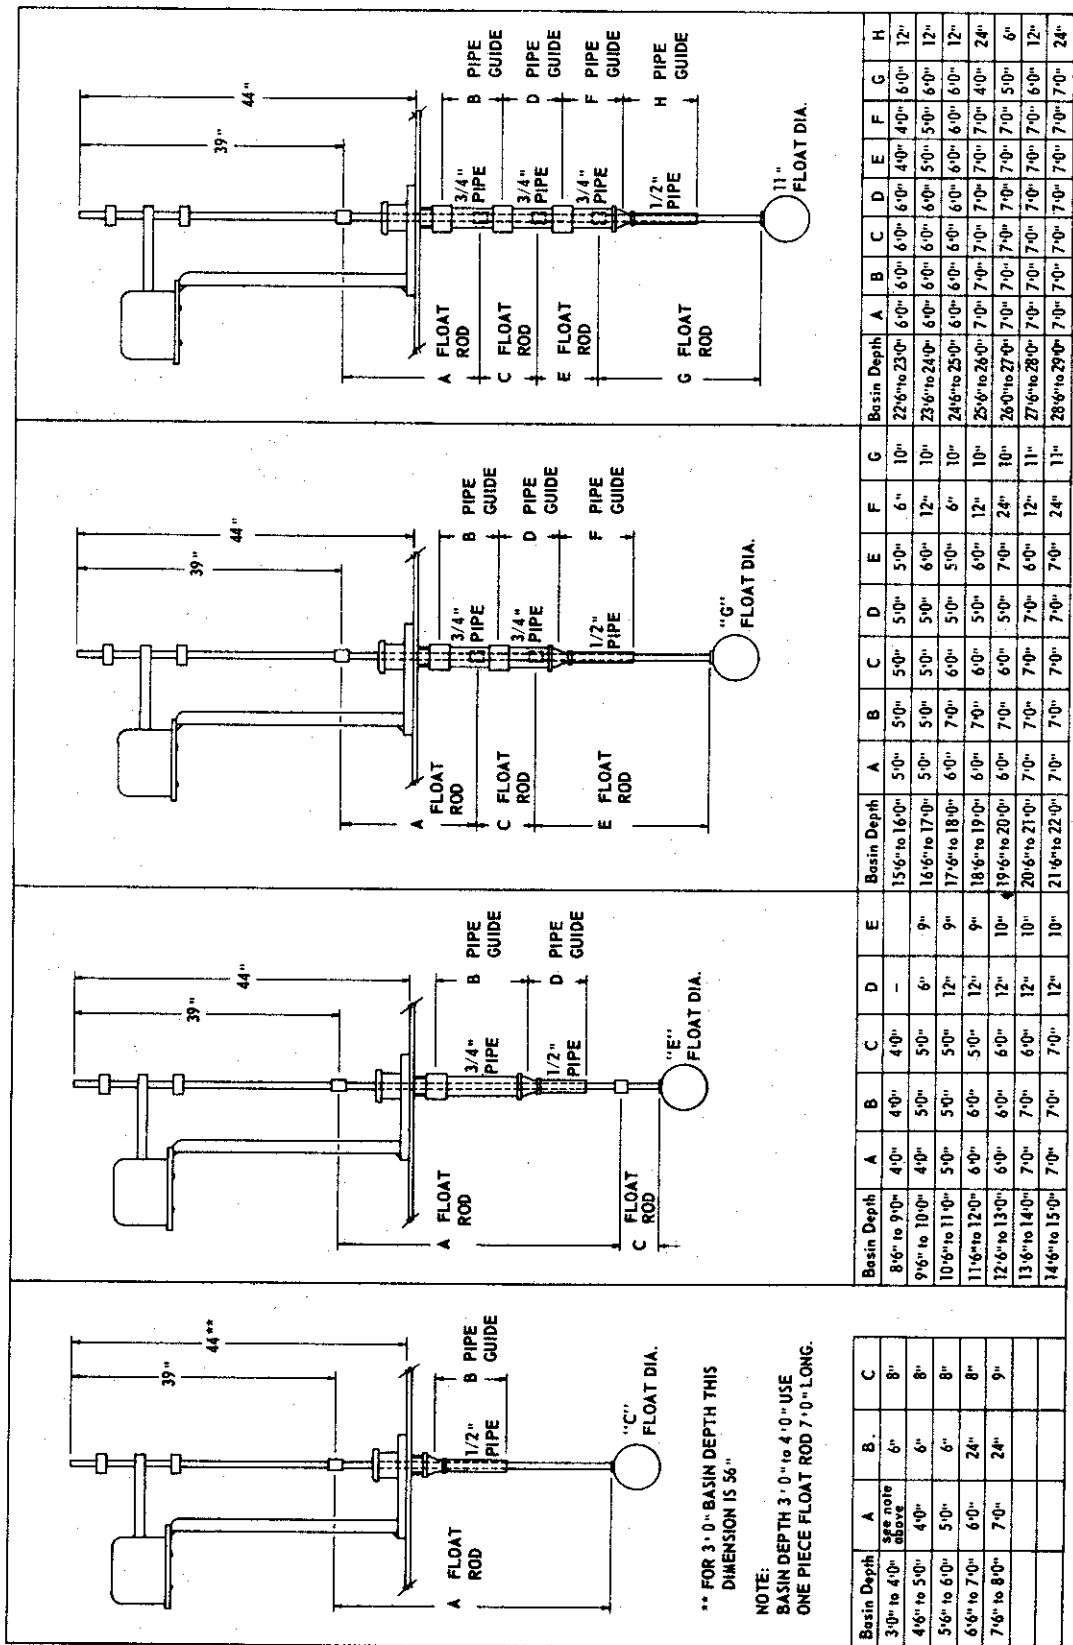 39"
44**
A FLOAT
ROD
B PIPE
GUIDE
1/2"
PIPE
"C"
FLOAT DIA.
** FOR 3'0" BASIN DEPTH THIS
DIMENSION IS 56"
NOTE:
BASIN DEPTH 3'0" to 4'0" USE
ONE PIECE FLOAT ROD 7'0" LONG.
Basin Depth A B. C
3'0" to 4'0" see note above 6" 8"
4'6" to 5'0" 4'0" 6" 8"
5'6" to 6'0" 5'0" 6" 8"
6'6" to 7'0" 6'0" 24" 8"
7'6" to 8'0" 7'0" 24" 9"
39"
44"
A FLOAT
ROD
C FLOAT
ROD
B PIPE
GUIDE
D PIPE
GUIDE
3/4"
PIPE
1/2"
PIPE
"E"
FLOAT DIA.
Basin Depth A B C D E
8'6" to 9'0" 4'0" 4'0" 4'0" –
9'6" to 10'0" 4'0" 5'0" 5'0" 6" 9"
10'6" to 11'0" 5'0" 5'0" 5'0" 12" 9"
11'6" to 12'0" 6'0" 6'0" 5'0" 12" 9"
12'6" to 13'0" 6'0" 6'0" 6'0" 12" 10"
13'6" to 14'0" 7'0" 7'0" 6'0" 12" 10"
14'6" to 15'0" 7'0" 7'0" 7'0" 12" 10"
39"
44"
A FLOAT
ROD
C FLOAT
ROD
E FLOAT
ROD
B PIPE
GUIDE
D PIPE
GUIDE
F PIPE
GUIDE
3/4"
PIPE
3/4"
PIPE
1/2"
PIPE
"G"
FLOAT DIA.
Basin Depth A B C D E F G
15'6" to 16'0" 5'0" 5'0" 5'0" 5'0" 5'0" 6" 10"
16'6" to 17'0" 5'0" 5'0" 5'0" 5'0" 6'0" 12" 10"
17'6" to 18'0" 6'0" 7'0" 6'0" 5'0" 5'0" 6" 10"
18'6" to 19'0" 6'0" 7'0" 6'0" 5'0" 6'0" 12" 10"
19'6" to 20'0" 6'0" 7'0" 6'0" 5'0" 7'0" 24" 10"
20'6" to 21'0" 7'0" 7'0" 7'0" 7'0" 6'0" 12" 11"
21'6" to 22'0" 7'0" 7'0" 7'0" 7'0" 7'0" 24" 11"
39"
44"
A FLOAT
ROD
C FLOAT
ROD
E FLOAT
ROD
G FLOAT
ROD
B PIPE
GUIDE
D PIPE
GUIDE
F PIPE
GUIDE
H PIPE
GUIDE
3/4"
PIPE
3/4"
PIPE
3/4"
PIPE
1/2"
PIPE
11"
FLOAT DIA.
Basin Depth A B C D E F G H
22'6" to 23'0" 6'0" 6'0" 6'0" 6'0" 4'0" 4'0" 6'0" 12"
23'6" to 24'0" 6'0" 6'0" 6'0" 6'0" 5'0" 5'0" 6'0" 12"
24'6" to 25'0" 6'0" 6'0" 6'0" 6'0" 6'0" 6'0" 6'0" 12"
25'6" to 26'0" 7'0" 7'0" 7'0" 7'0" 7'0" 7'0" 4'0" 24"
26'0" to 27'0" 7'0" 7'0" 7'0" 7'0" 7'0" 7'0" 5'0" 6"
27'6" to 28'0" 7'0" 7'0" 7'0" 7'0" 7'0" 7'0" 6'0" 12"
28'6" to 29'0" 7'0" 7'0" 7'0" 7'0" 7'0" 7'0" 7'0" 24"